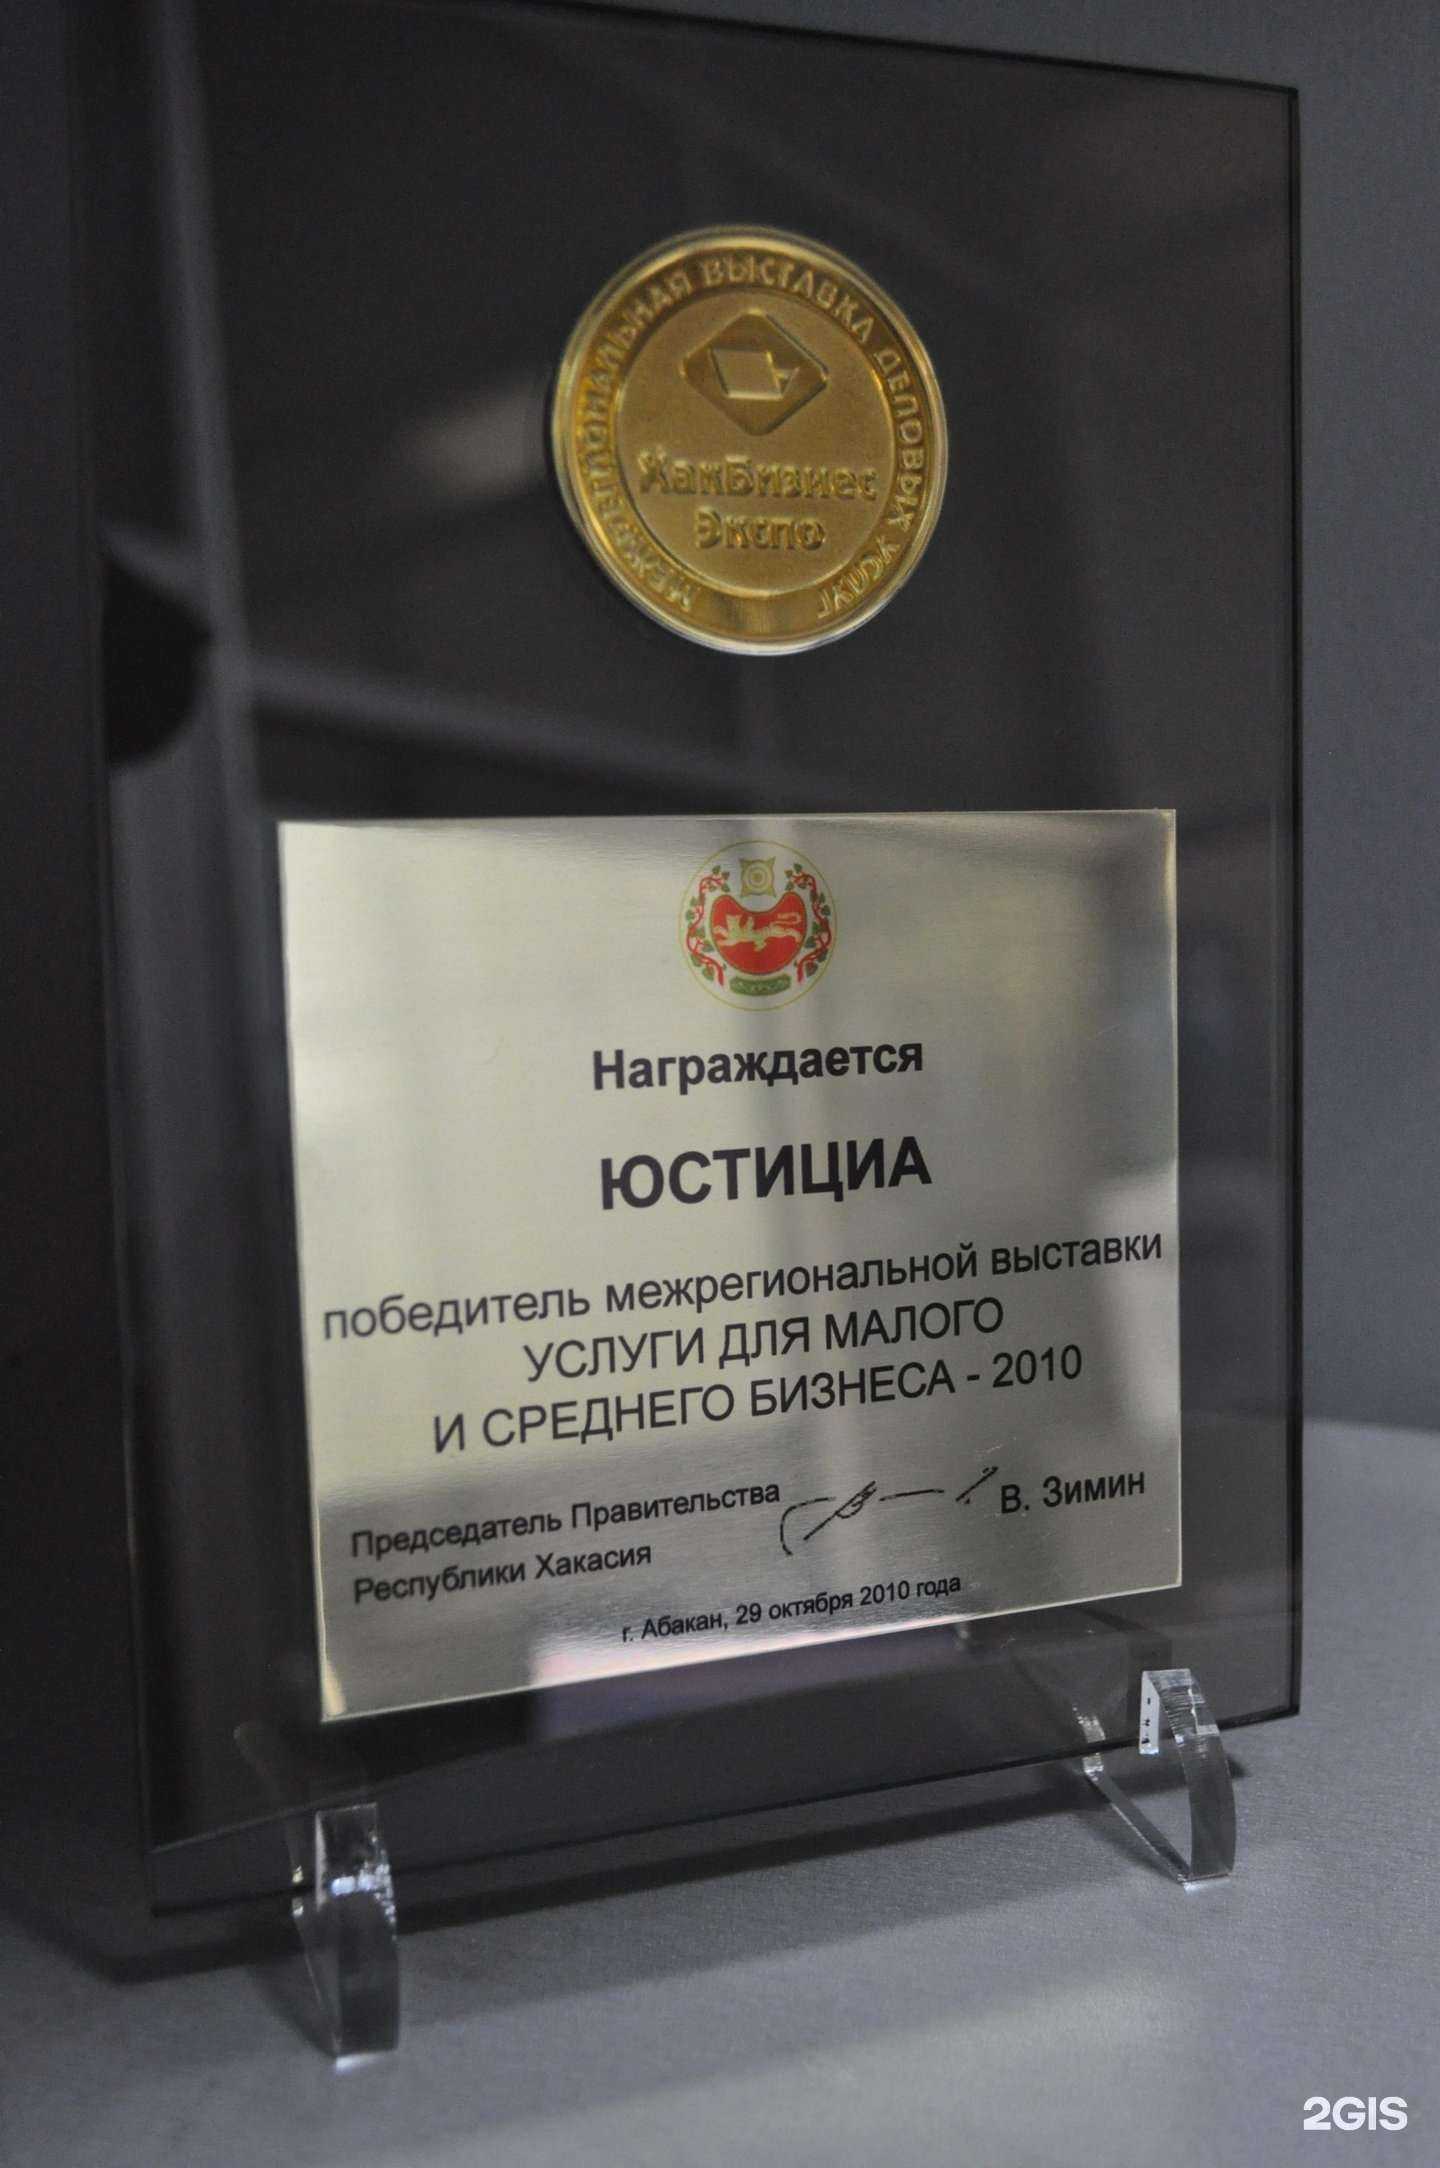 МЕЖРЕГИОНАЛЬНАЯ ВЫСТАВКА ДЕЛОВЫХ УСЛУГ
ХакБизнес
Экспо
Награждается
ЮСТИЦИА
победитель межрегиональной выставки
УСЛУГИ ДЛЯ МАЛОГО
И СРЕДНЕГО БИЗНЕСА - 2010
Председатель Правительства
Республики Хакасия
В. Зимин
г. Абакан, 29 октября 2010 года
2GIS